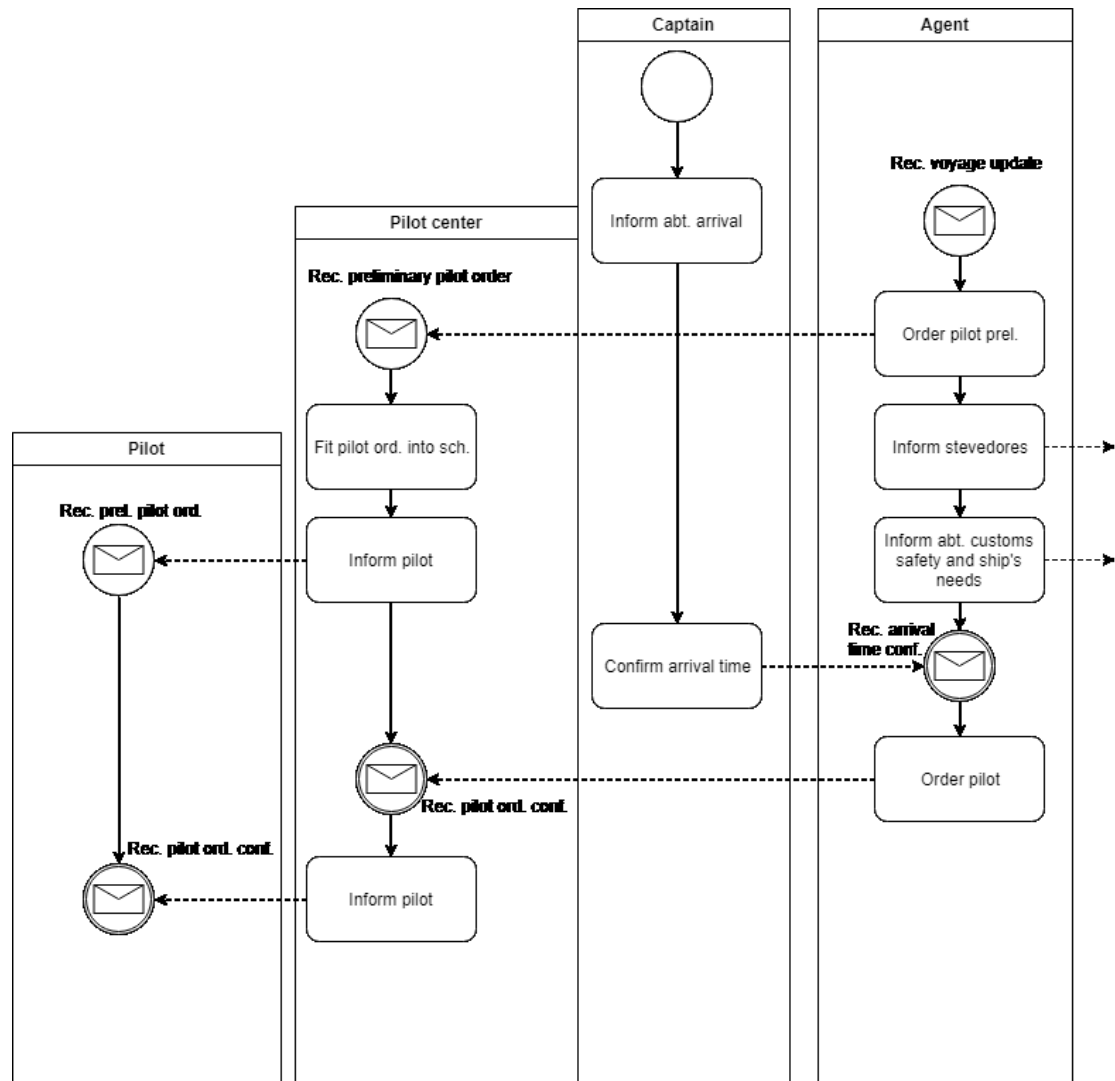 Captain
Agent
Rec. voyage update
Inform abt. arrival
Pilot center
Rec. preliminary pilot order
Order pilot prel.
Pilot
Fit pilot ord. into sch.
Inform stevedores
Rec. prel. pilot ord.
Inform pilot
Inform abt. customs
safety and ship's
needs
Rec. arrival
time conf.
Confirm arrival time
Order pilot
Rec. pilot ord. conf.
Rec. pilot ord. conf.
Inform pilot